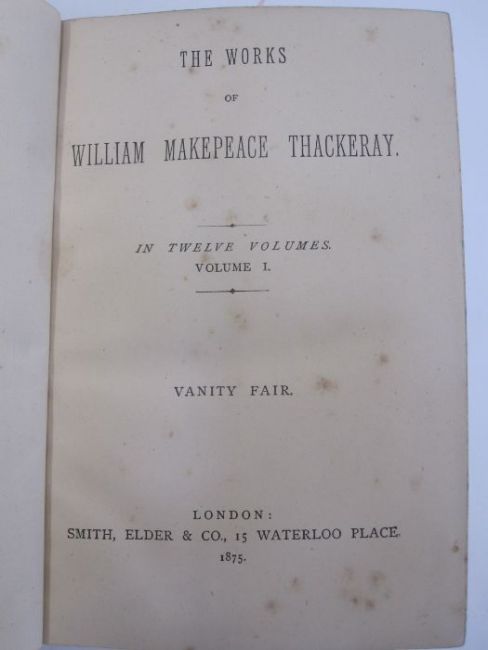 THE WORKS
OF
WILLIAM MAKEPEACE THACKERAY.
IN TWELVE VOLUMES.
VOLUME I.
VANITY FAIR.
LONDON:
SMITH, ELDER & CO., 15 WATERLOO PLACE.
1875.